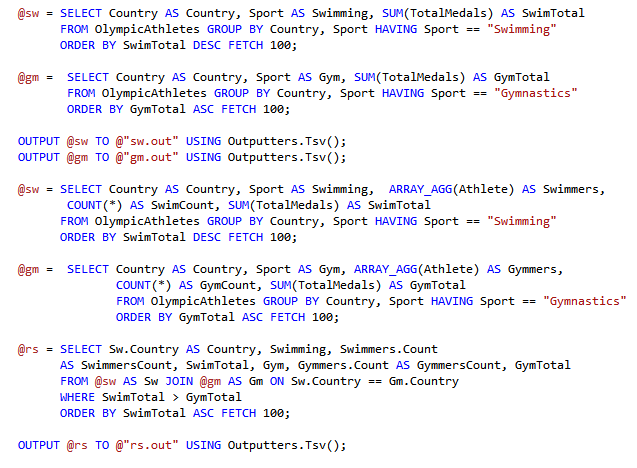 @sw = SELECT Country AS Country, Sport AS Swimming, SUM(TotalMedals) AS SwimTotal
FROM OlympicAthletes GROUP BY Country, Sport HAVING Sport == "Swimming"
ORDER BY SwimTotal DESC FETCH 100;
@gm = SELECT Country AS Country, Sport AS Gym, SUM(TotalMedals) AS GymTotal
FROM OlympicAthletes GROUP BY Country, Sport HAVING Sport == "Gymnastics"
ORDER BY GymTotal ASC FETCH 100;
OUTPUT @sw TO @"sw.out" USING Outputters.Tsv();
OUTPUT @gm TO @"gm.out" USING Outputters.Tsv();
@sw = SELECT Country AS Country, Sport AS Swimming, ARRAY_AGG(Athlete) AS Swimmers,
COUNT(*) AS SwimCount, SUM(TotalMedals) AS SwimTotal
FROM OlympicAthletes GROUP BY Country, Sport HAVING Sport == "Swimming"
ORDER BY SwimTotal DESC FETCH 100;
@gm = SELECT Country AS Country, Sport AS Gym, ARRAY_AGG(Athlete) AS Gymmers,
COUNT(*) AS GymCount, SUM(TotalMedals) AS GymTotal
FROM OlympicAthletes GROUP BY Country, Sport HAVING Sport == "Gymnastics"
ORDER BY GymTotal ASC FETCH 100;
@rs = SELECT Sw.Country AS Country, Swimming, Swimmers.Count
AS SwimmersCount, SwimTotal, Gym, Gymmers.Count AS GymmersCount, GymTotal
FROM @sw AS Sw JOIN @gm AS Gm ON Sw.Country == Gm.Country
WHERE SwimTotal > GymTotal
ORDER BY SwimTotal ASC FETCH 100;
OUTPUT @rs TO @"rs.out" USING Outputters.Tsv();